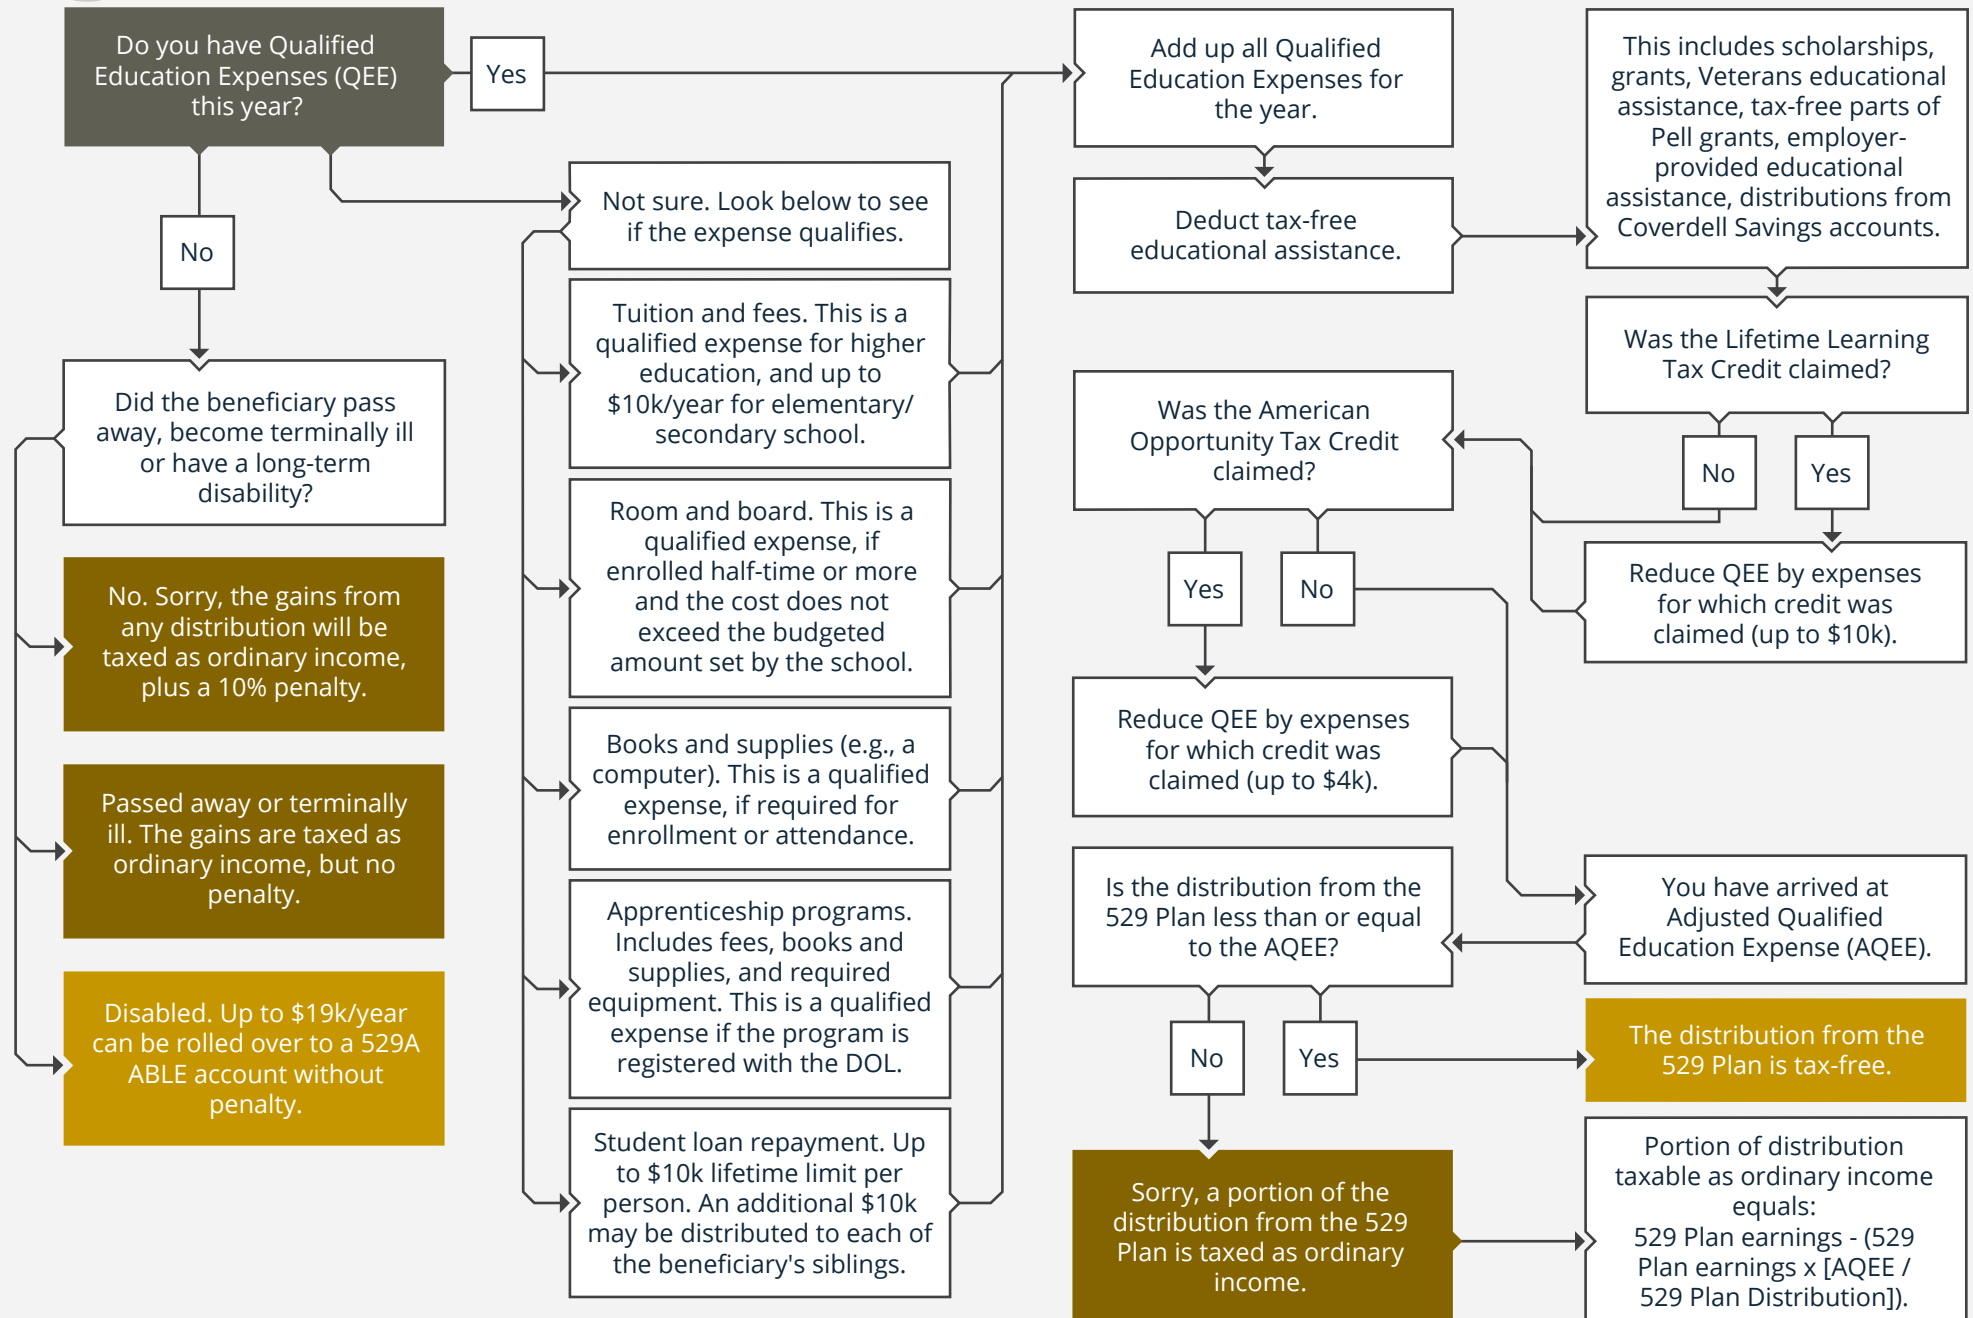 Do you have Qualified
Education Expenses (QEE)
this year?
Yes
No
Did the beneficiary pass
away, become terminally ill
or have a long-term
disability?
No. Sorry, the gains from
any distribution will be
taxed as ordinary income,
plus a 10% penalty.
Passed away or terminally
ill. The gains are taxed as
ordinary income, but no
penalty.
Disabled. Up to $19k/year
can be rolled over to a 529A
ABLE account without
penalty.
Not sure. Look below to see
if the expense qualifies.
Tuition and fees. This is a
qualified expense for higher
education, and up to
$10k/year for elementary/
secondary school.
Room and board. This is a
qualified expense, if
enrolled half-time or more
and the cost does not
exceed the budgeted
amount set by the school.
Books and supplies (e.g., a
computer). This is a qualified
expense, if required for
enrollment or attendance.
Apprenticeship programs.
Includes fees, books and
supplies, and required
equipment. This is a qualified
expense if the program is
registered with the DOL.
Student loan repayment. Up
to $10k lifetime limit per
person. An additional $10k
may be distributed to each of
the beneficiary's siblings.
Add up all Qualified
Education Expenses for
the year.
Deduct tax-free
educational assistance.
This includes scholarships,
grants, Veterans educational
assistance, tax-free parts of
Pell grants, employer-
provided educational
assistance, distributions from
Coverdell Savings accounts.
Was the Lifetime Learning
Tax Credit claimed?
No
Yes
Reduce QEE by expenses
for which credit was
claimed (up to $10k).
Was the American
Opportunity Tax Credit
claimed?
Yes
No
Reduce QEE by expenses
for which credit was
claimed (up to $4k).
You have arrived at
Adjusted Qualified
Education Expense (AQEE).
Is the distribution from the
529 Plan less than or equal
to the AQEE?
No
Yes
The distribution from the
529 Plan is tax-free.
Sorry, a portion of the
distribution from the 529
Plan is taxed as ordinary
income.
Portion of distribution
taxable as ordinary income
equals:
529 Plan earnings - (529
Plan earnings x [AQEE /
529 Plan Distribution]).